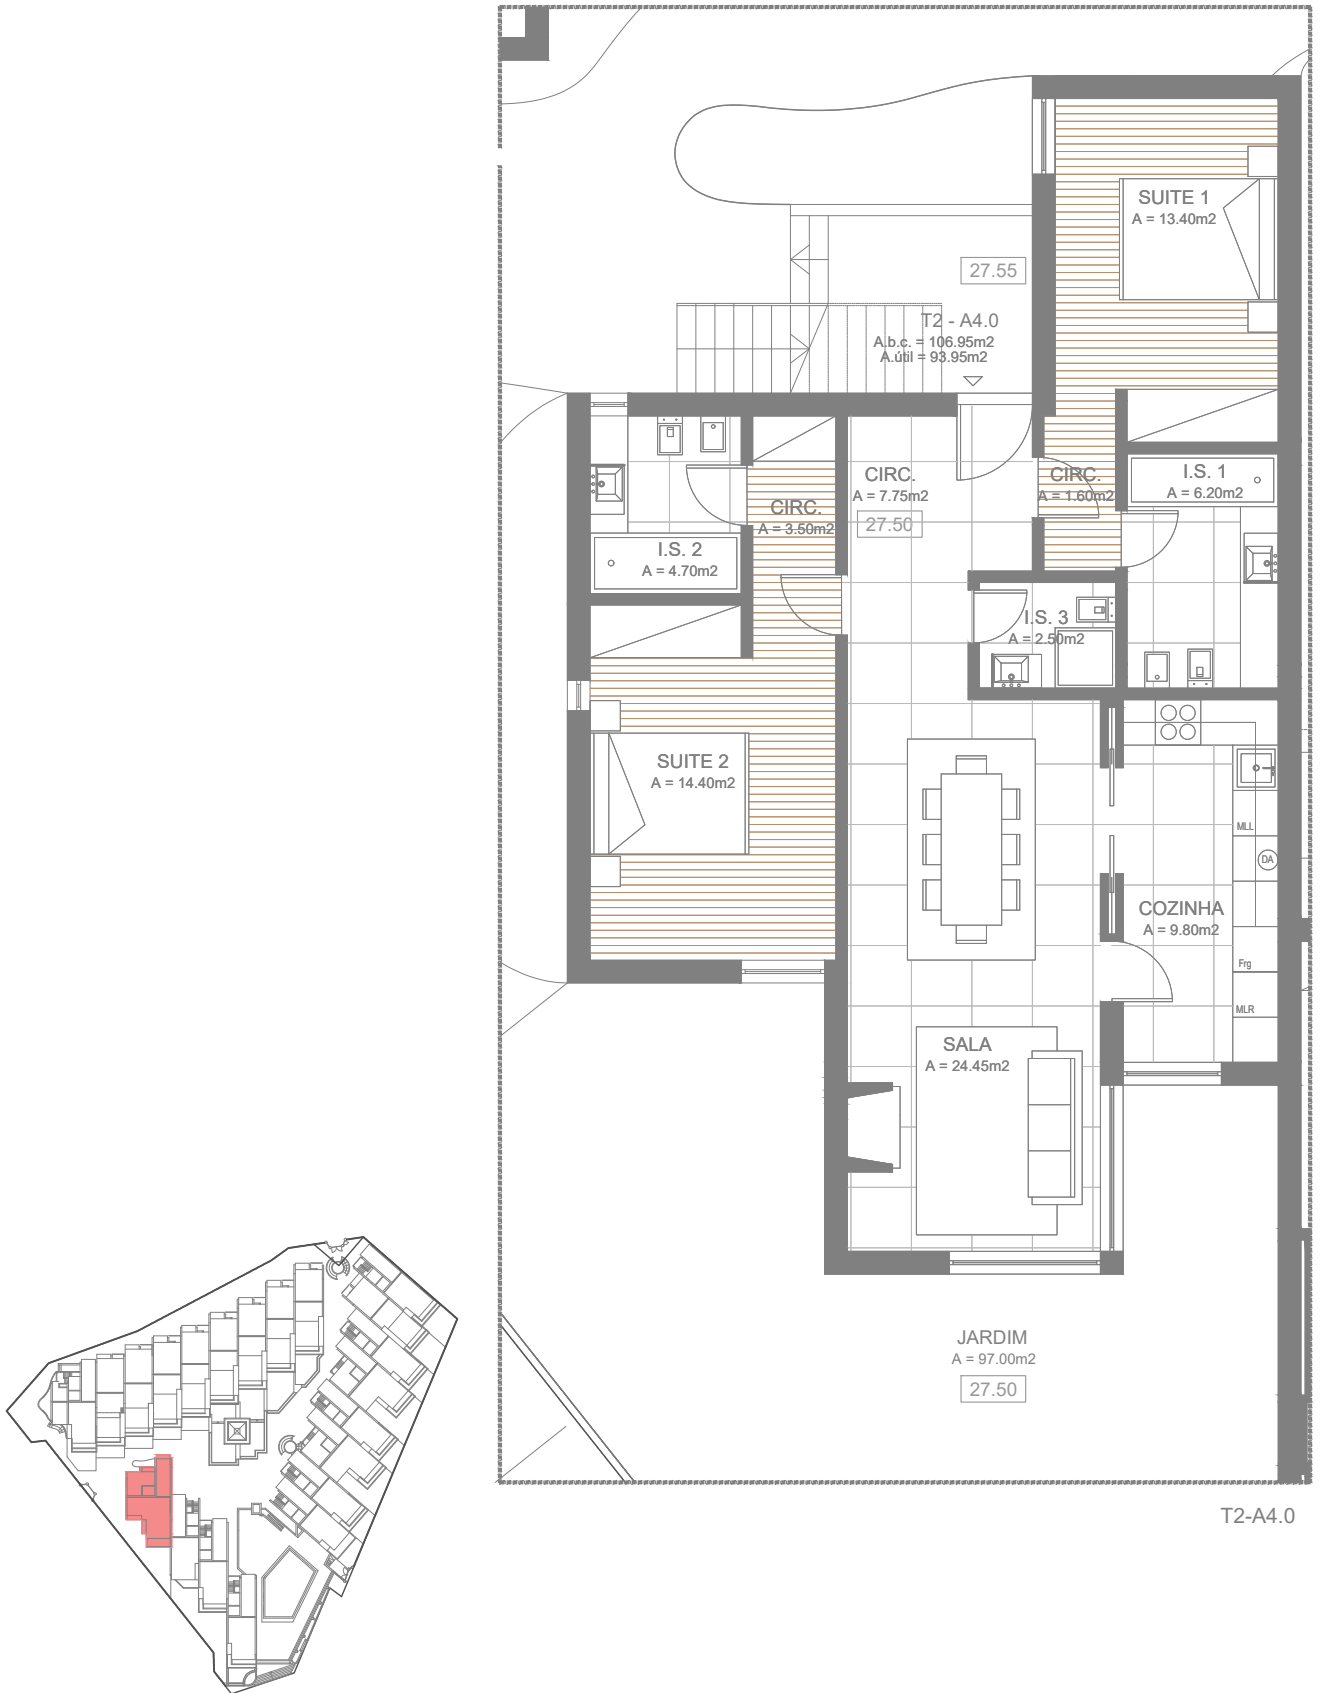 SUITE 1
A = 13.40m2
27.55
T2 - A4.0
A.b.c. = 106.95m2
A.útil = 93.95m2
CIRC.
A = 7.75m2
27.50
CIRC.
A = 1.60m2
I.S. 1
A = 6.20m2
CIRC.
A = 3.50m2
I.S. 2
A = 4.70m2
I.S. 3
A = 2.50m2
SUITE 2
A = 14.40m2
MLL
DA
COZINHA
A = 9.80m2
Frg
MLR
SALA
A = 24.45m2
JARDIM
A = 97.00m2
27.50
T2-A4.0